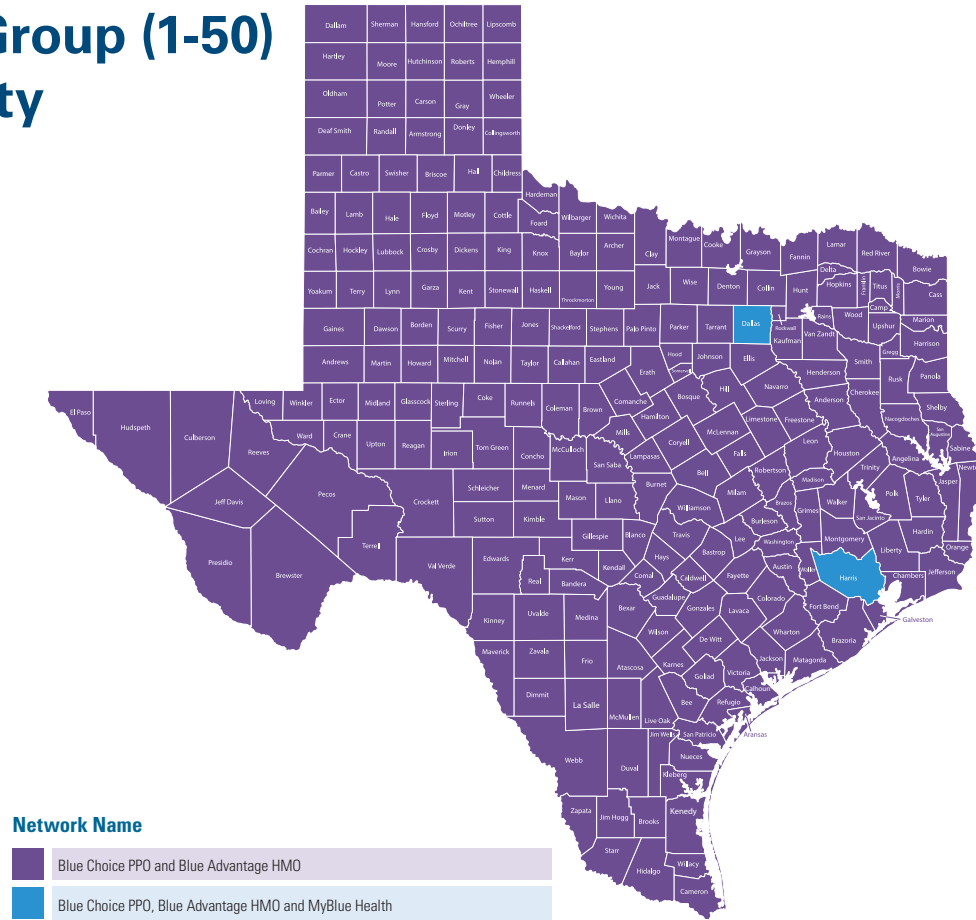 Group (1-50)
ty
Dallam Sherman Hansford Ochiltree Lipscomb
Hartley Moore Hutchinson Roberts Hemphill
Oldham Potter Carson Gray Wheeler
Deaf Smith Randall Armstrong Donley Collingsworth
Parmer Castro Swisher Briscoe Hall Childress
Hardeman
Bailey Lamb Hale Floyd Motley Cottle Foard Wilbarger Wichita
Cochran Hockley Lubbock Crosby Dickens King Knox Baylor Archer Clay Montague Cooke Grayson Fannin Lamar Red River Bowie
Yoakum Terry Lynn Garza Kent Stonewall Haskell Throckmorton Young Jack Wise Denton Collin Hunt Delta Hopkins Franklin Titus Morris Cass
Camp
Gaines Dawson Borden Scurry Fisher Jones Shackelford Stephens Palo Pinto Parker Tarrant Dallas Rockwall Kaufman Rains Van Zandt Wood Upshur Marion
Gregg Harrison
Andrews Martin Howard Mitchell Nolan Taylor Callahan Eastland Erath Hood Somervell Johnson Ellis Henderson Smith Rusk Panola
El Paso Hudspeth Culberson Loving Winkler Ector Midland Glasscock Sterling Coke Runnels Coleman Brown Comanche Hamilton Bosque Hill Navarro Anderson Cherokee Nacogdoches Shelby
Reeves Ward Crane Upton Reagan Irion Tom Green Concho McCulloch San Saba Mills Lampasas Coryell McLennan Limestone Freestone Falls Leon Houston Angelina San Augustine Sabine
Jeff Davis Pecos Crockett Schleicher Menard Mason Llano Burnet Bell Milam Robertson Brazos Madison Walker Trinity Polk Tyler Jasper Newto
Presidio Brewster Terrell Sutton Kimble Gillespie Blanco Williamson Travis Burleson Grimes San Jacinto Hardin
Val Verde Edwards Kerr Kendall Hays Bastrop Lee Washington Montgomery Liberty Orange
Real Bandera Comal Caldwell Fayette Austin Waller Harris Chambers Jefferson
Kinney Uvalde Medina Bexar Guadalupe Gonzales Lavaca Colorado Fort Bend
Galveston
Maverick Zavala Frio Atascosa Wilson Karnes De Witt Wharton Brazoria
Dimmit La Salle McMullen Live Oak Bee Goliad Victoria Jackson Matagorda
Calhoun
Refugio
Aransas
Webb Duval Jim Wells San Patricio
Nueces
Kleberg
Zapata Jim Hogg Brooks Kenedy
Starr Hidalgo Willacy
Cameron
Network Name
Blue Choice PPO and Blue Advantage HMO
Blue Choice PPO, Blue Advantage HMO and MyBlue Health